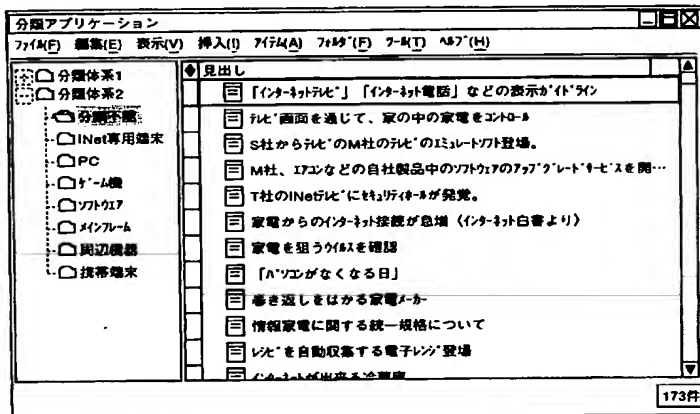 分類アプリケーション
ﾌｧｲﾙ(F) 編集(E) 表示(V) 挿入(I) ｱｲﾃﾑ(A) ﾌｫﾙﾀﾞ(F) ﾂｰﾙ(T) ﾍﾙﾌﾟ(H)
分類体系1
分類体系2
分類不能
INet専用端末
PC
ｹﾞｰﾑ機
ｿﾌﾄｳｪｱ
ﾒｲﾝﾌﾚｰﾑ
周辺機器
携帯端末
見出し
「ｲﾝﾀｰﾈｯﾄﾃﾚﾋﾞ」「ｲﾝﾀｰﾈｯﾄ電話」などの表示ｶﾞｲﾄﾞﾗｲﾝ
ﾃﾚﾋﾞ画面を通じて、家の中の家電をｺﾝﾄﾛｰﾙ
S社からﾃﾚﾋﾞのM社のﾃﾚﾋﾞのｴﾐｭﾚｰﾄｿﾌﾄ登場。
M社、ｴｱｺﾝなどの自社製品中のｿﾌﾄｳｪｱのｱｯﾌﾟｸﾞﾚｰﾄﾞｻｰﾋﾞｽを開…
T社のINetﾃﾚﾋﾞにｾｷｭﾘﾃｨﾎｰﾙが発覚。
家電からのｲﾝﾀｰﾈｯﾄ接続が急増〈ｲﾝﾀｰﾈｯﾄ白書より〉
家電を狙うｳｲﾙｽを確認
「ﾊﾟｿｺﾝがなくなる日」
巻き返しをはかる家電ﾒｰｶｰ
情報家電に関する統一規格について
ﾚｼﾋﾟを自動収集する電子ﾚﾝｼﾞ登場
ｲﾝﾀｰﾈｯﾄが出来る冷蔵庫
173件